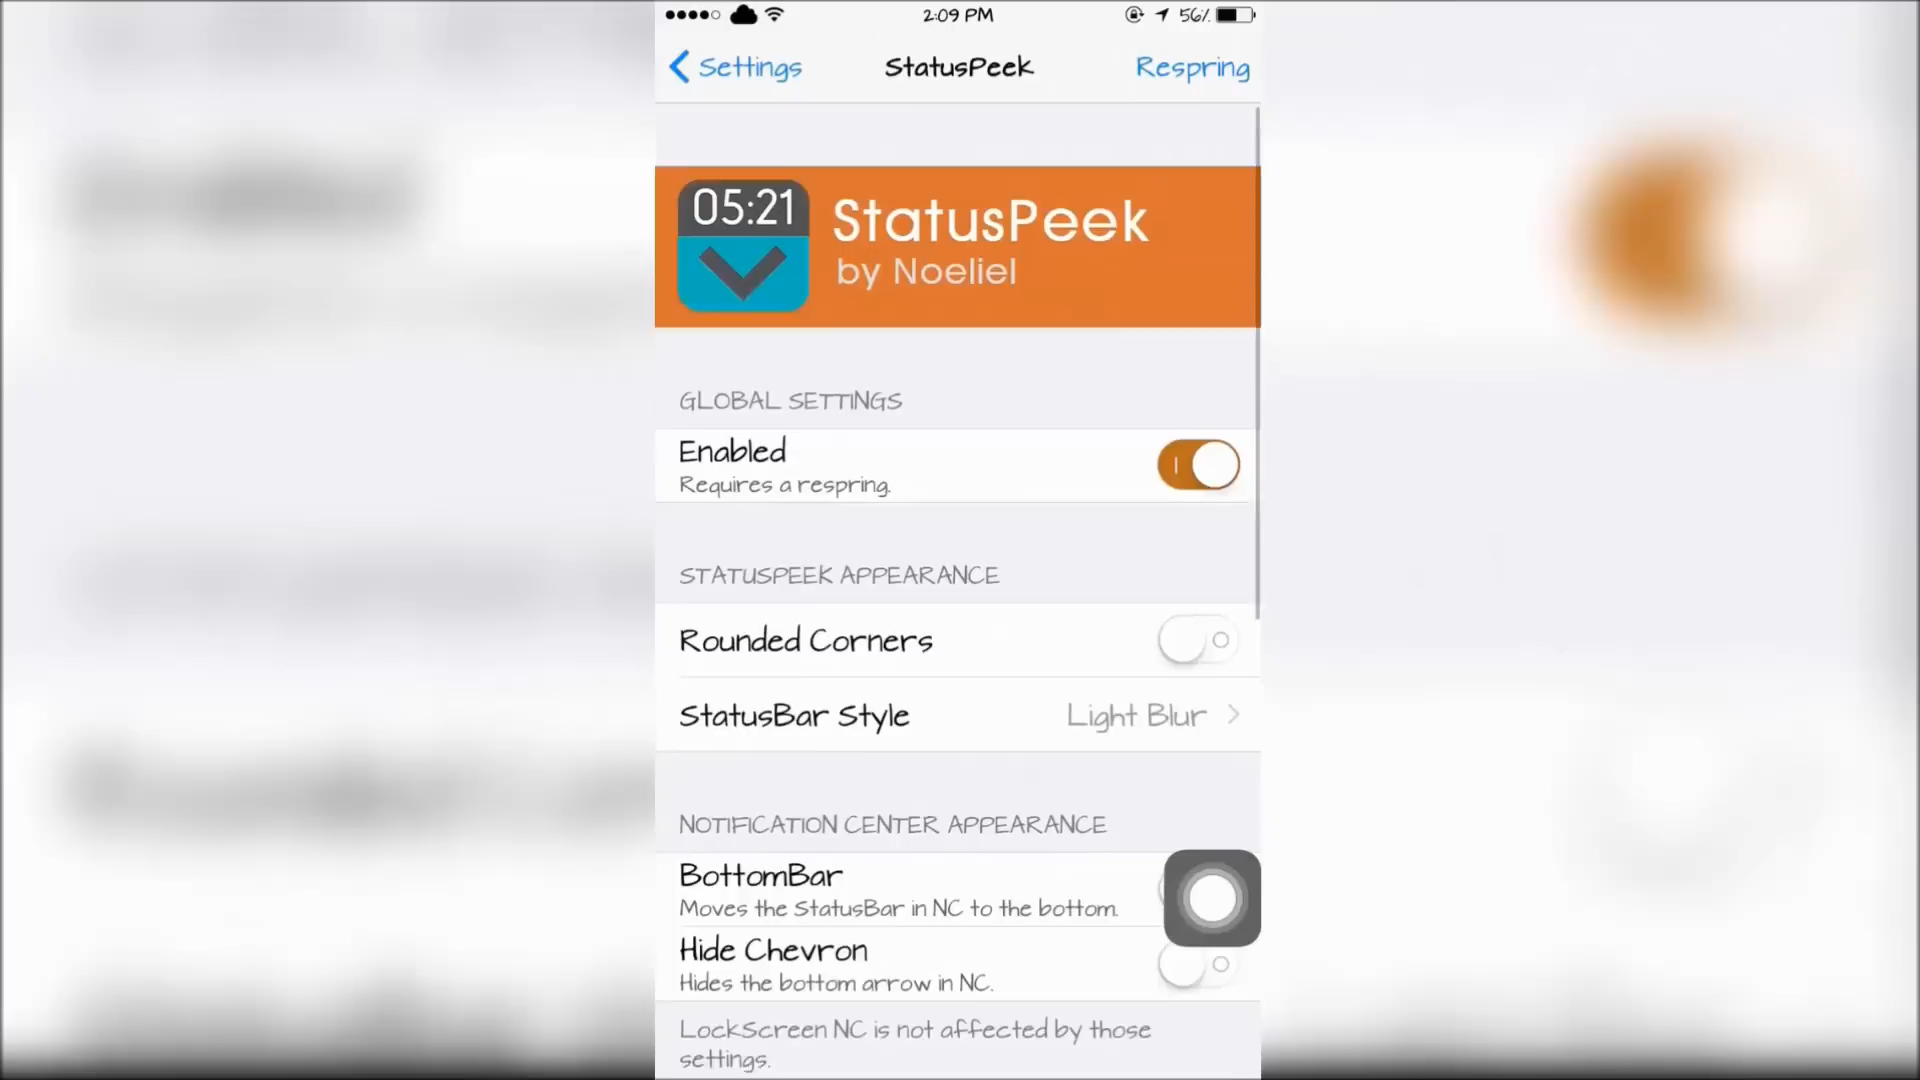 2:09 PM 56%
Settings StatusPeek Respring
05:21
StatusPeek
by Noeliel
GLOBAL SETTINGS
Enabled
Requires a respring.
STATUSPEEK APPEARANCE
Rounded Corners
StatusBar Style Light Blur
NOTIFICATION CENTER APPEARANCE
BottomBar
Moves the StatusBar in NC to the bottom.
Hide Chevron
Hides the bottom arrow in NC.
LockScreen NC is not affected by those
settings.